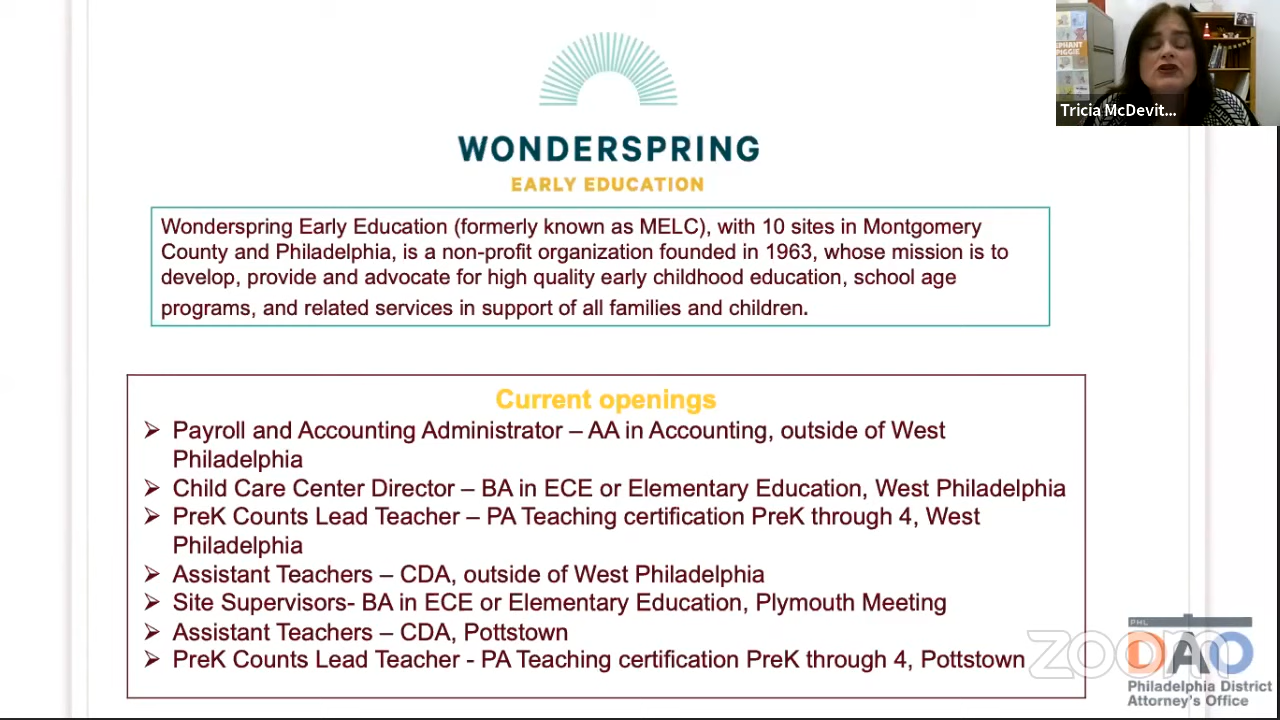 WONDERSPRING
EARLY EDUCATION
Wonderspring Early Education (formerly known as MELC), with 10 sites in Montgomery
County and Philadelphia, is a non-profit organization founded in 1963, whose mission is to
develop, provide and advocate for high quality early childhood education, school age
programs, and related services in support of all families and children.
Current openings
➢ Payroll and Accounting Administrator – AA in Accounting, outside of West
Philadelphia
➢ Child Care Center Director – BA in ECE or Elementary Education, West Philadelphia
➢ PreK Counts Lead Teacher – PA Teaching certification PreK through 4, West
Philadelphia
➢ Assistant Teachers – CDA, outside of West Philadelphia
➢ Site Supervisors- BA in ECE or Elementary Education, Plymouth Meeting
➢ Assistant Teachers – CDA, Pottstown
➢ PreK Counts Lead Teacher - PA Teaching certification PreK through 4, Pottstown
PIGGIE
Tricia McDevit...
zoom
PHL
DAO
Philadelphia District
Attorney's Office